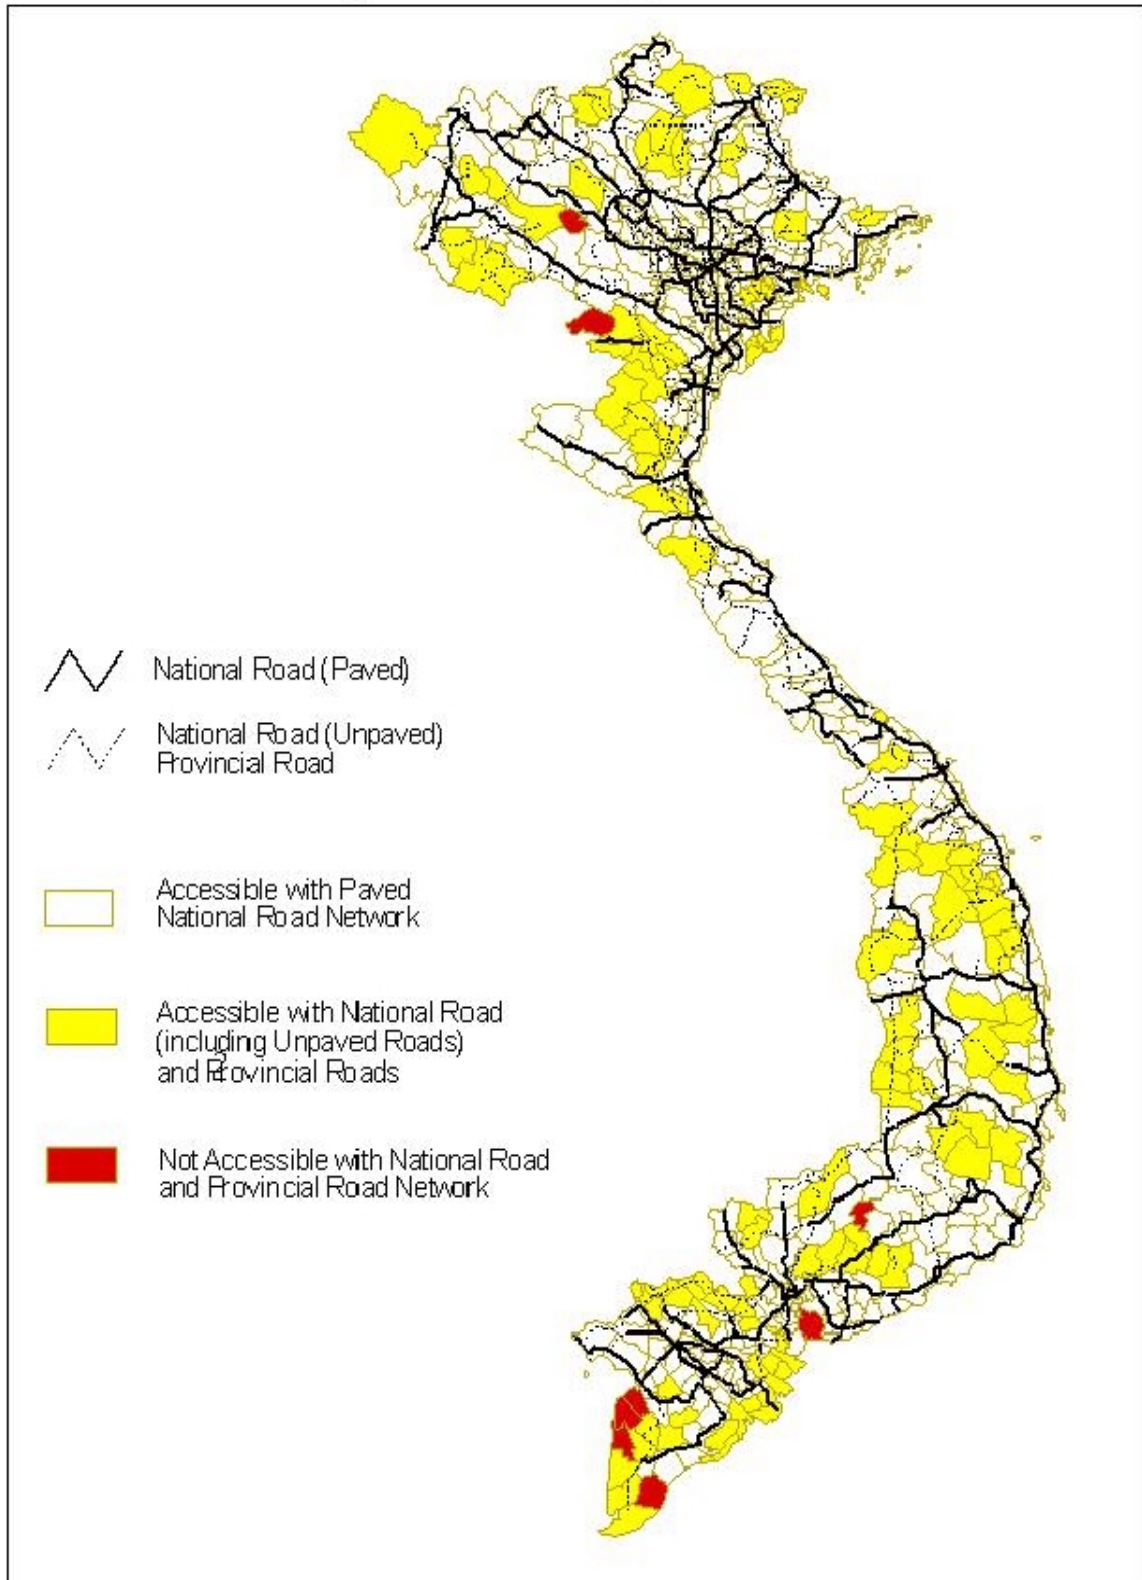 National Road (Paved)
National Road (Unpaved)
Provincial Road
Accessible with Paved
National Road Network
Accessible with National Road
(including Unpaved Roads)
and Provincial Roads
Not Accessible with National Road
and Provincial Road Network